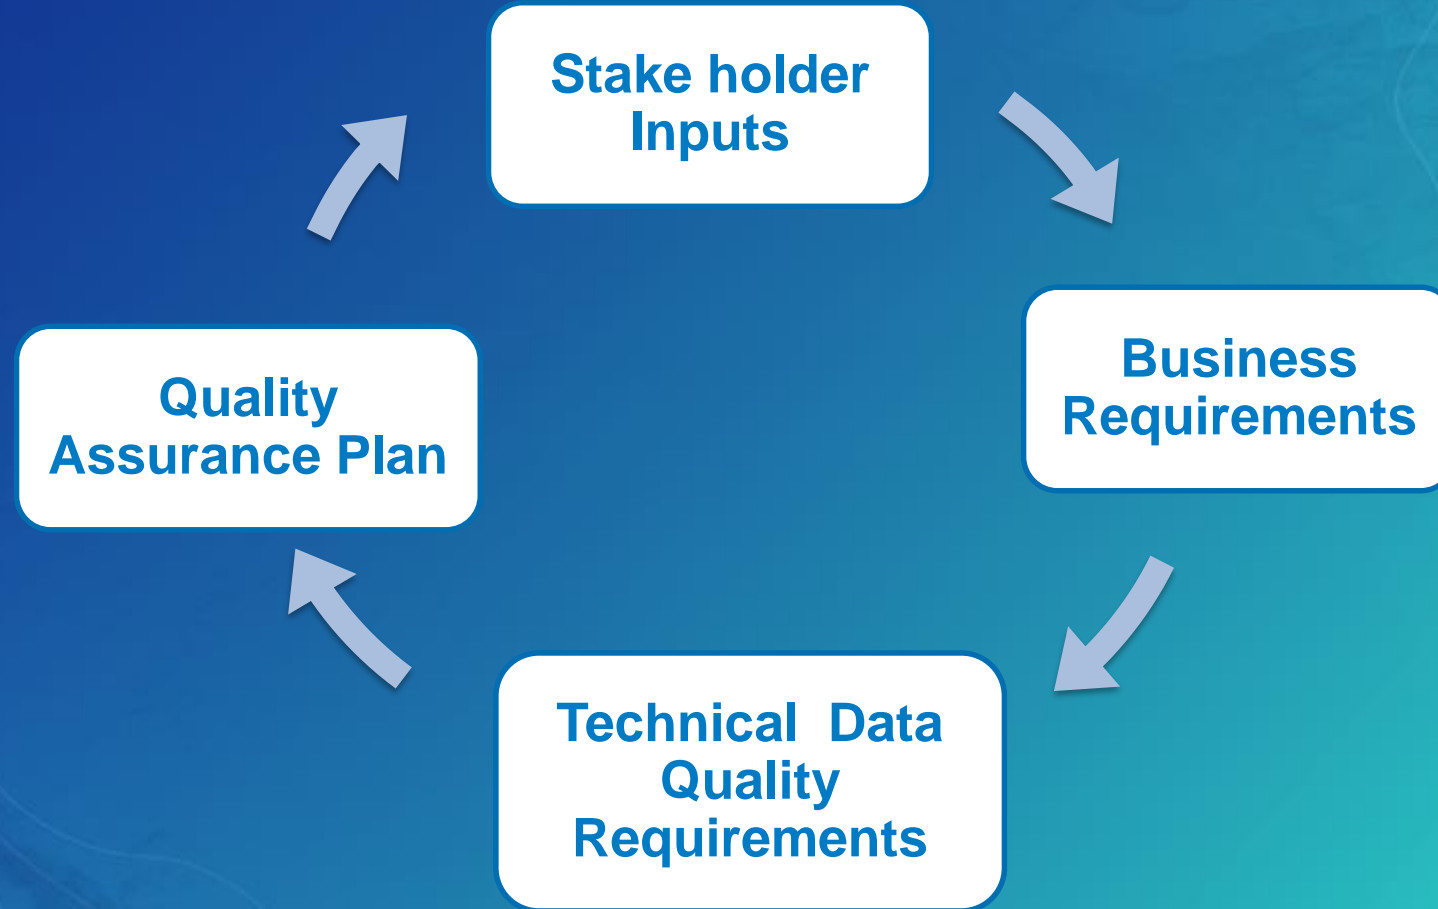 Stake holder
Inputs
Business
Requirements
Technical  Data
Quality
Requirements
Quality
Assurance Plan